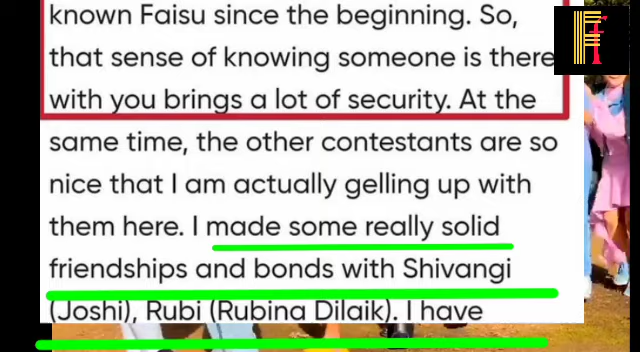 known Faisu since the beginning. So,
that sense of knowing someone is there
with you brings a lot of security. At the
same time, the other contestants are so
nice that I am actually gelling up with
them here. I made some really solid
friendships and bonds with Shivangi
(Joshi), Rubi (Rubina Dilaik). I have